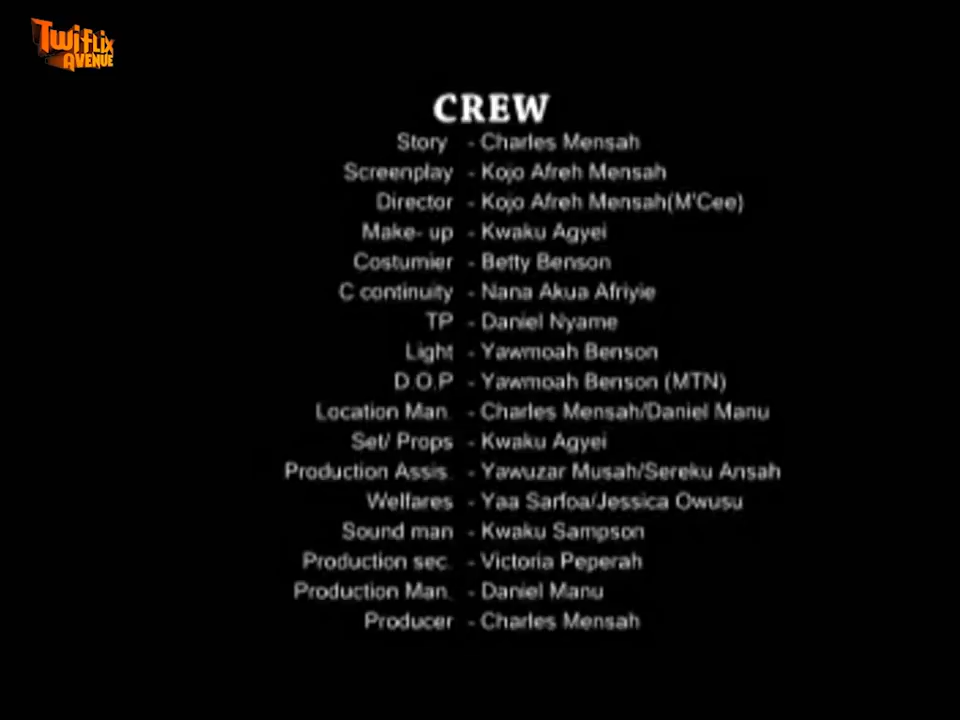 Twiflix
Avenue
CREW
Story - Charles Mensah
Screenplay - Kojo Afreh Mensah
Director - Kojo Afreh Mensah(M'Cee)
Make- up - Kwaku Agyei
Costumier - Betty Benson
C continuity - Nana Akua Afriyie
TP - Daniel Nyame
Light - Yawmoah Benson
D.O.P - Yawmoah Benson (MTN)
Location Man. - Charles Mensah/Daniel Manu
Set/ Props - Kwaku Agyei
Production Assis. - Yawuzar Musah/Sereku Ansah
Welfares - Yaa Sarfoa/Jessica Owusu
Sound man - Kwaku Sampson
Production sec. - Victoria Peperah
Production Man. - Daniel Manu
Producer - Charles Mensah